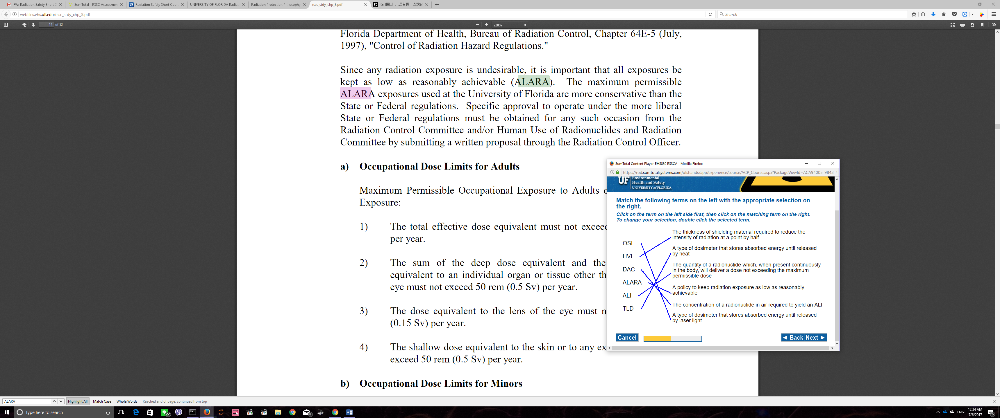 FW: Radiation Safety Short C
SumTotal - RSSC Assessmen
UF Radiation Safety Short Cour
UNIVERSITY OF FLORIDA Radiati
Radiation Protection Philosophy
rssc_stdy_chp_3.pdf
Re: [問卦] 天涯台板一直說台
webfiles.ehs.ufl.edu/rssc_stdy_chp_3.pdf
Search
14 of 52
220%
Florida Department of Health, Bureau of Radiation Control, Chapter 64E-5 (July,
1997), "Control of Radiation Hazard Regulations."
Since any radiation exposure is undesirable, it is important that all exposures be
kept as low as reasonably achievable (ALARA). The maximum permissible
ALARA exposures used at the University of Florida are more conservative than the
State or Federal regulations. Specific approval to operate under the more liberal
State or Federal regulations must be obtained for any such occasion from the
Radiation Control Committee and/or Human Use of Radionuclides and Radiation
Committee by submitting a written proposal through the Radiation Control Officer.
a) Occupational Dose Limits for Adults
Maximum Permissible Occupational Exposure to Adults
Exposure:
1) The total effective dose equivalent must not exceed
per year.
2) The sum of the deep dose equivalent and the
equivalent to an individual organ or tissue other th
eye must not exceed 50 rem (0.5 Sv) per year.
3) The dose equivalent to the lens of the eye must n
(0.15 Sv) per year.
4) The shallow dose equivalent to the skin or to any ex
exceed 50 rem (0.5 Sv) per year.
b) Occupational Dose Limits for Minors
SumTotal Content Player-EHS830 RSSCA - Mozilla Firefox
https://rod.sumtotalsystems.com/ufshands/app/experience/course/ACP_Course.aspx?PackageViewId=ACA94005-9B43-4
UF Environmental
Health and Safety
UNIVERSITY of FLORIDA
Match the following terms on the left with the appropriate selection on
the right.
Click on the term on the left side first, then click on the matching term on the right.
To change your selection, double click the selected term.
OSL
HVL
DAC
ALARA
ALI
TLD
The thickness of shielding material required to reduce the
intensity of radiation at a point by half
A type of dosimeter that stores absorbed energy until released
by heat
The quantity of a radionuclide which, when present continuously
in the body, will deliver a dose not exceeding the maximum
permissible dose
A policy to keep radiation exposure as low as reasonably
achievable
The concentration of a radionuclide in air required to yield an ALI
A type of dosimeter that stores absorbed energy until released
by laser light
Cancel
Back Next
ALARA
Highlight All Match Case Whole Words Reached end of page, continued from top
Type here to search
22
321
321
2
ENG
12:34 AM
7/6/2017
6